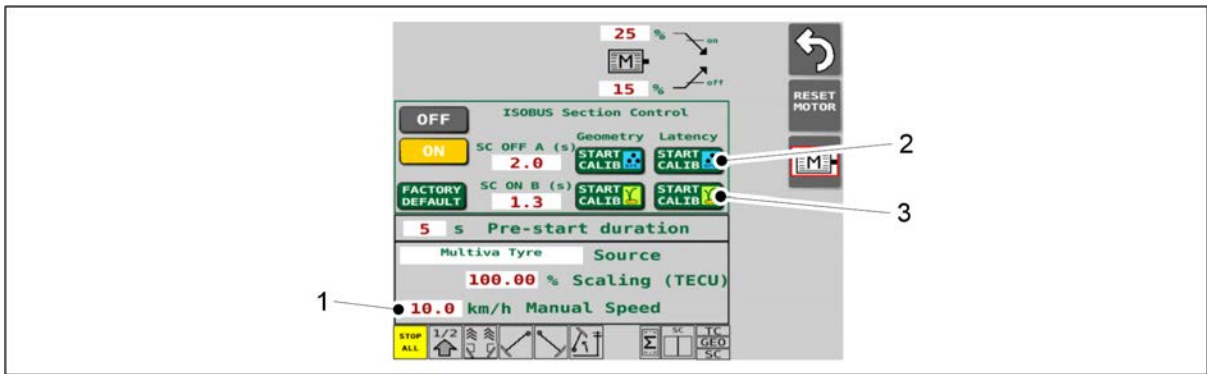 25 % on
M
15 % off
RESET
MOTOR
OFF
ISOBUS Section Control
Geometry Latency
ON
SC OFF A (s)
2.0
START
CALIB
START
CALIB
2
M
FACTORY
DEFAULT
SC ON B (s)
1.3
START
CALIB
START
CALIB
3
5 s Pre-start duration
Multiva Tyre Source
100.00 % Scaling (TECU)
1
10.0 km/h Manual Speed
STOP
ALL
1/2
Σ
SC
TC
GEO
SC